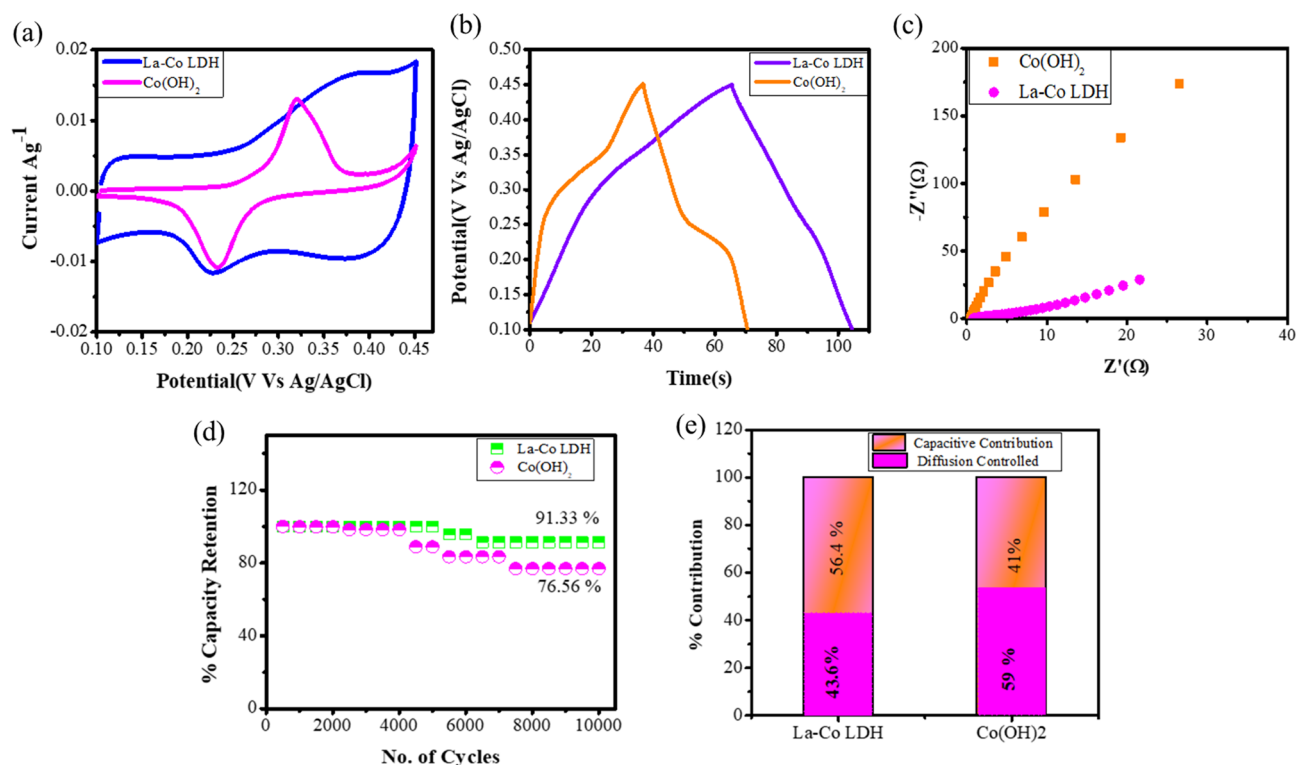 (a)
0.02
0.01
0.00
-0.01
-0.02
Current Ag⁻¹
La-Co LDH
Co(OH)₂
0.10 0.15 0.20 0.25 0.30 0.35 0.40 0.45
Potential(V Vs Ag/AgCl)
(b)
0.50
0.45
0.40
0.35
0.30
0.25
0.20
0.15
0.10
Potential(V Vs Ag/AgCl)
La-Co LDH
Co(OH)₂
0 20 40 60 80 100
Time(s)
(c)
200
150
100
50
0
-Z''(Ω)
Co(OH)₂
La-Co LDH
0 10 20 30 40
Z'(Ω)
(d)
120
80
40
0
% Capacity Retention
La-Co LDH
Co(OH)₂
91.33 %
76.56 %
0 2000 4000 6000 8000 10000
No. of Cycles
(e)
120
100
80
60
40
20
0
% Contribution
Capacitive Contribution
Diffusion Controlled
56.4 %
43.6%
41%
59 %
La-Co LDH
Co(OH)2